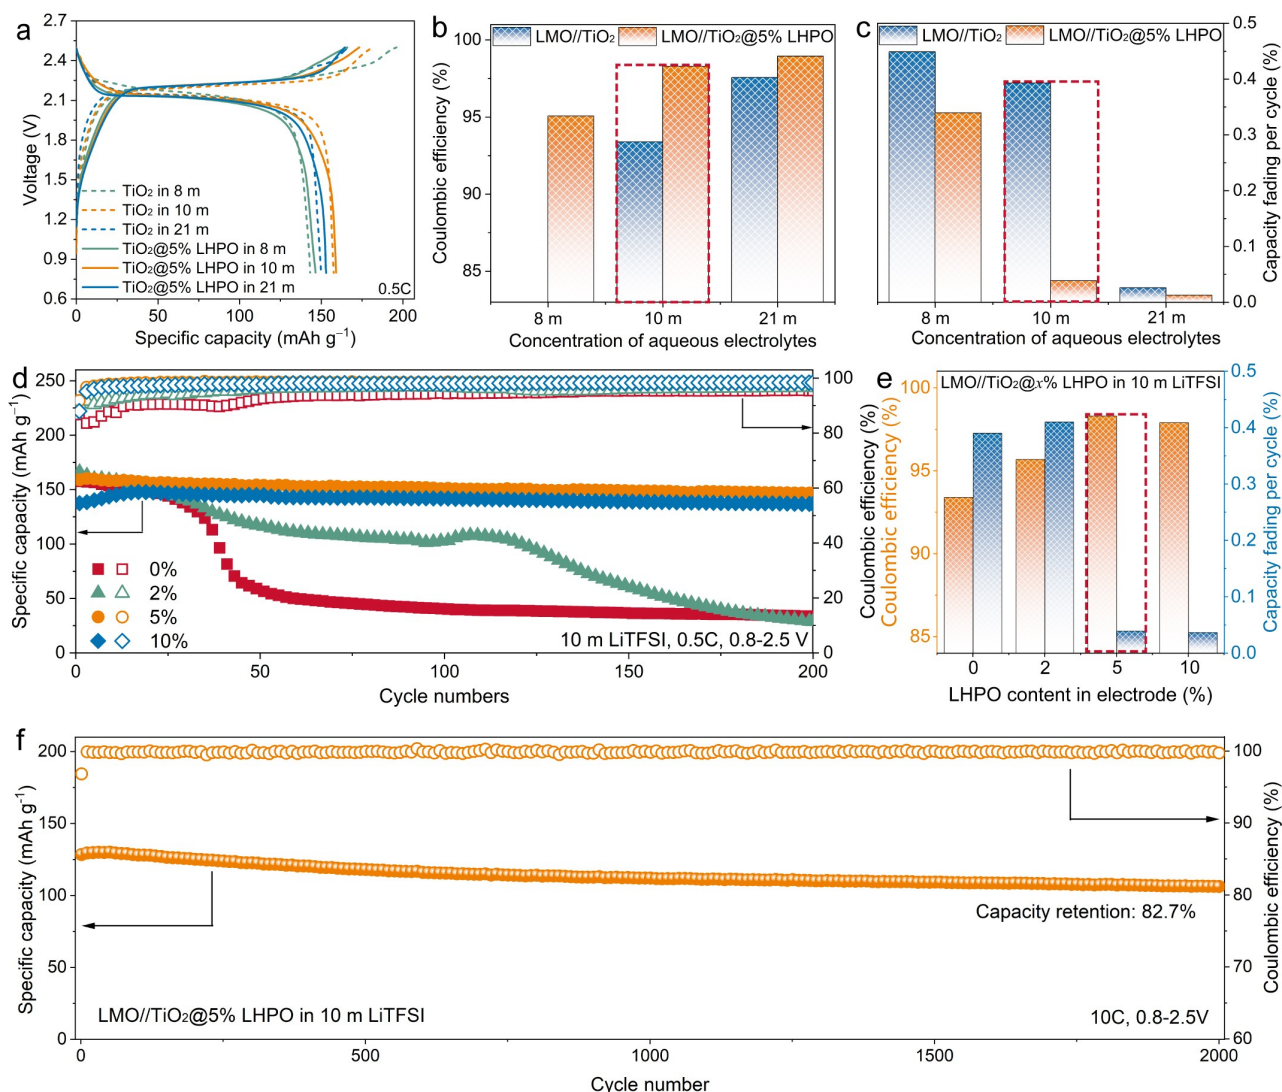 a
2.7
2.4
2.1
1.8
1.5
1.2
0.9
0.6
Voltage (V)
TiO₂ in 8 m
TiO₂ in 10 m
TiO₂ in 21 m
TiO₂@5% LHPO in 8 m
TiO₂@5% LHPO in 10 m
TiO₂@5% LHPO in 21 m
0.5C
0 50 100 150 200
Specific capacity (mAh g⁻¹)
b
LMO//TiO₂ LMO//TiO₂@5% LHPO
100
95
90
85
Coulombic efficiency (%)
8 m 10 m 21 m
Concentration of aqueous electrolytes
c
LMO//TiO₂ LMO//TiO₂@5% LHPO
0.5
0.4
0.3
0.2
0.1
0.0
Capacity fading per cycle (%)
8 m 10 m 21 m
Concentration of aqueous electrolytes
d
250
200
150
100
50
0
Specific capacity (mAh g⁻¹)
100
80
60
40
20
0
0%
2%
5%
10%
10 m LiTFSI, 0.5C, 0.8-2.5 V
0 50 100 150 200
Cycle numbers
e
LMO//TiO₂@x% LHPO in 10 m LiTFSI
100
95
90
85
Coulombic efficiency (%)
Coulombic efficiency (%)
0.5
0.4
0.3
0.2
0.1
0.0
Capacity fading per cycle (%)
0 2 5 10
LHPO content in electrode (%)
f
200
150
100
50
0
Specific capacity (mAh g⁻¹)
100
90
80
70
60
Coulombic efficiency (%)
Capacity retention: 82.7%
LMO//TiO₂@5% LHPO in 10 m LiTFSI
10C, 0.8-2.5V
0 500 1000 1500 2000
Cycle number